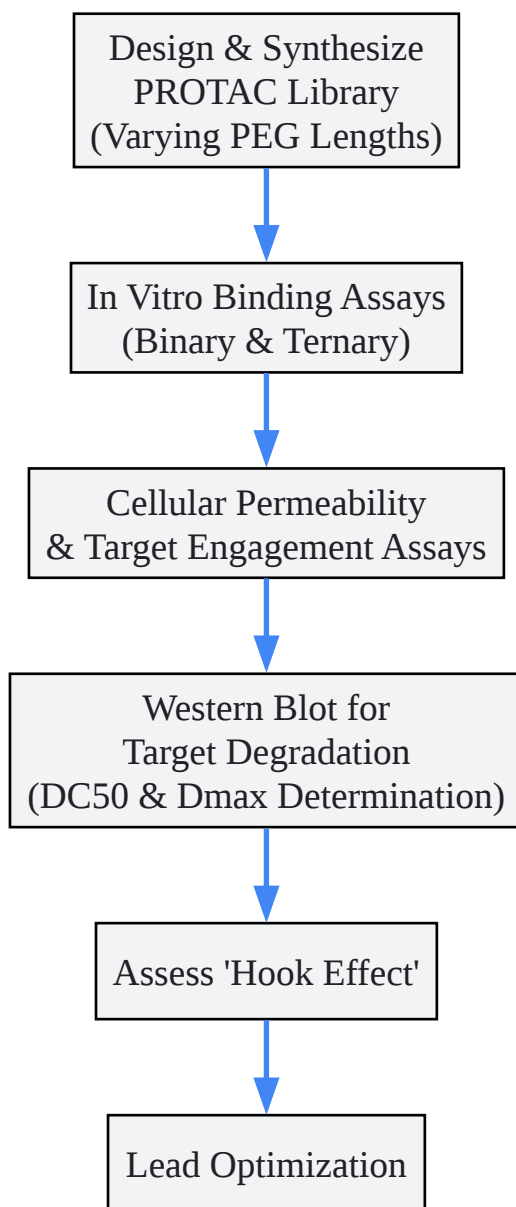 Design & Synthesize
PROTAC Library
(Varying PEG Lengths)
In Vitro Binding Assays
(Binary & Ternary)
Cellular Permeability
& Target Engagement Assays
Western Blot for
Target Degradation
(DC50 & Dmax Determination)
Assess 'Hook Effect'
Lead Optimization